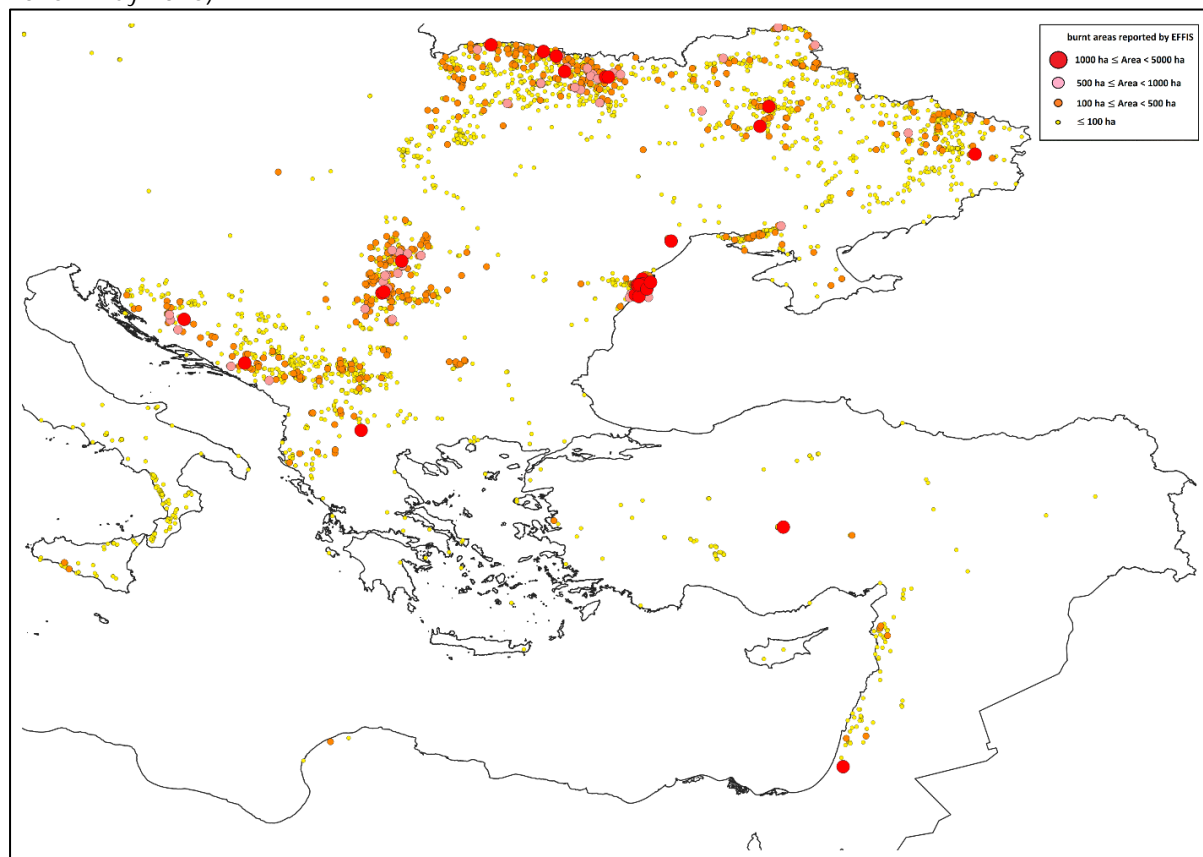 burnt areas reported by EFFIS
1000 ha ≤ Area < 5000 ha
500 ha ≤ Area < 1000 ha
100 ha ≤ Area < 500 ha
≤ 100 ha